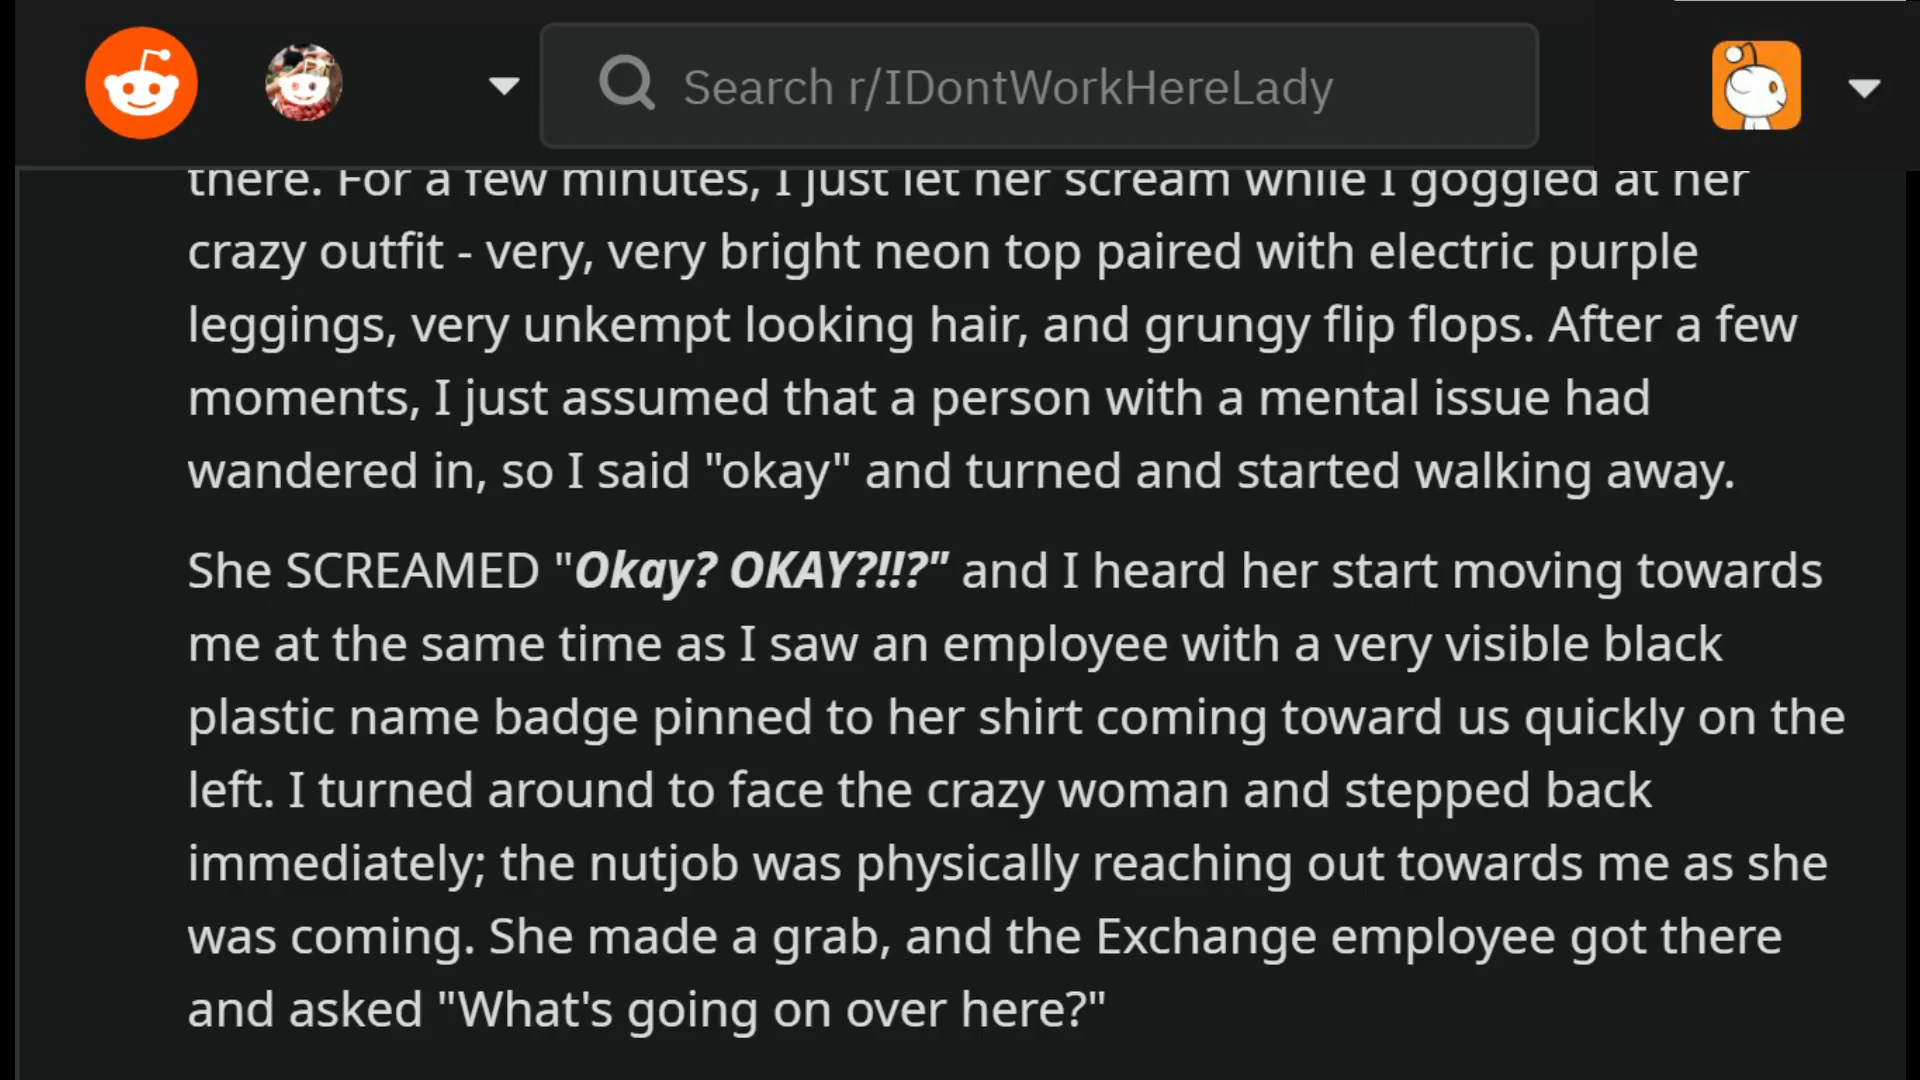 Search r/IDontWorkHereLady
there. For a few minutes, I just let her scream while I goggled at her
crazy outfit - very, very bright neon top paired with electric purple
leggings, very unkempt looking hair, and grungy flip flops. After a few
moments, I just assumed that a person with a mental issue had
wandered in, so I said "okay" and turned and started walking away.
She SCREAMED "Okay? OKAY?!!?" and I heard her start moving towards
me at the same time as I saw an employee with a very visible black
plastic name badge pinned to her shirt coming toward us quickly on the
left. I turned around to face the crazy woman and stepped back
immediately; the nutjob was physically reaching out towards me as she
was coming. She made a grab, and the Exchange employee got there
and asked "What's going on over here?"